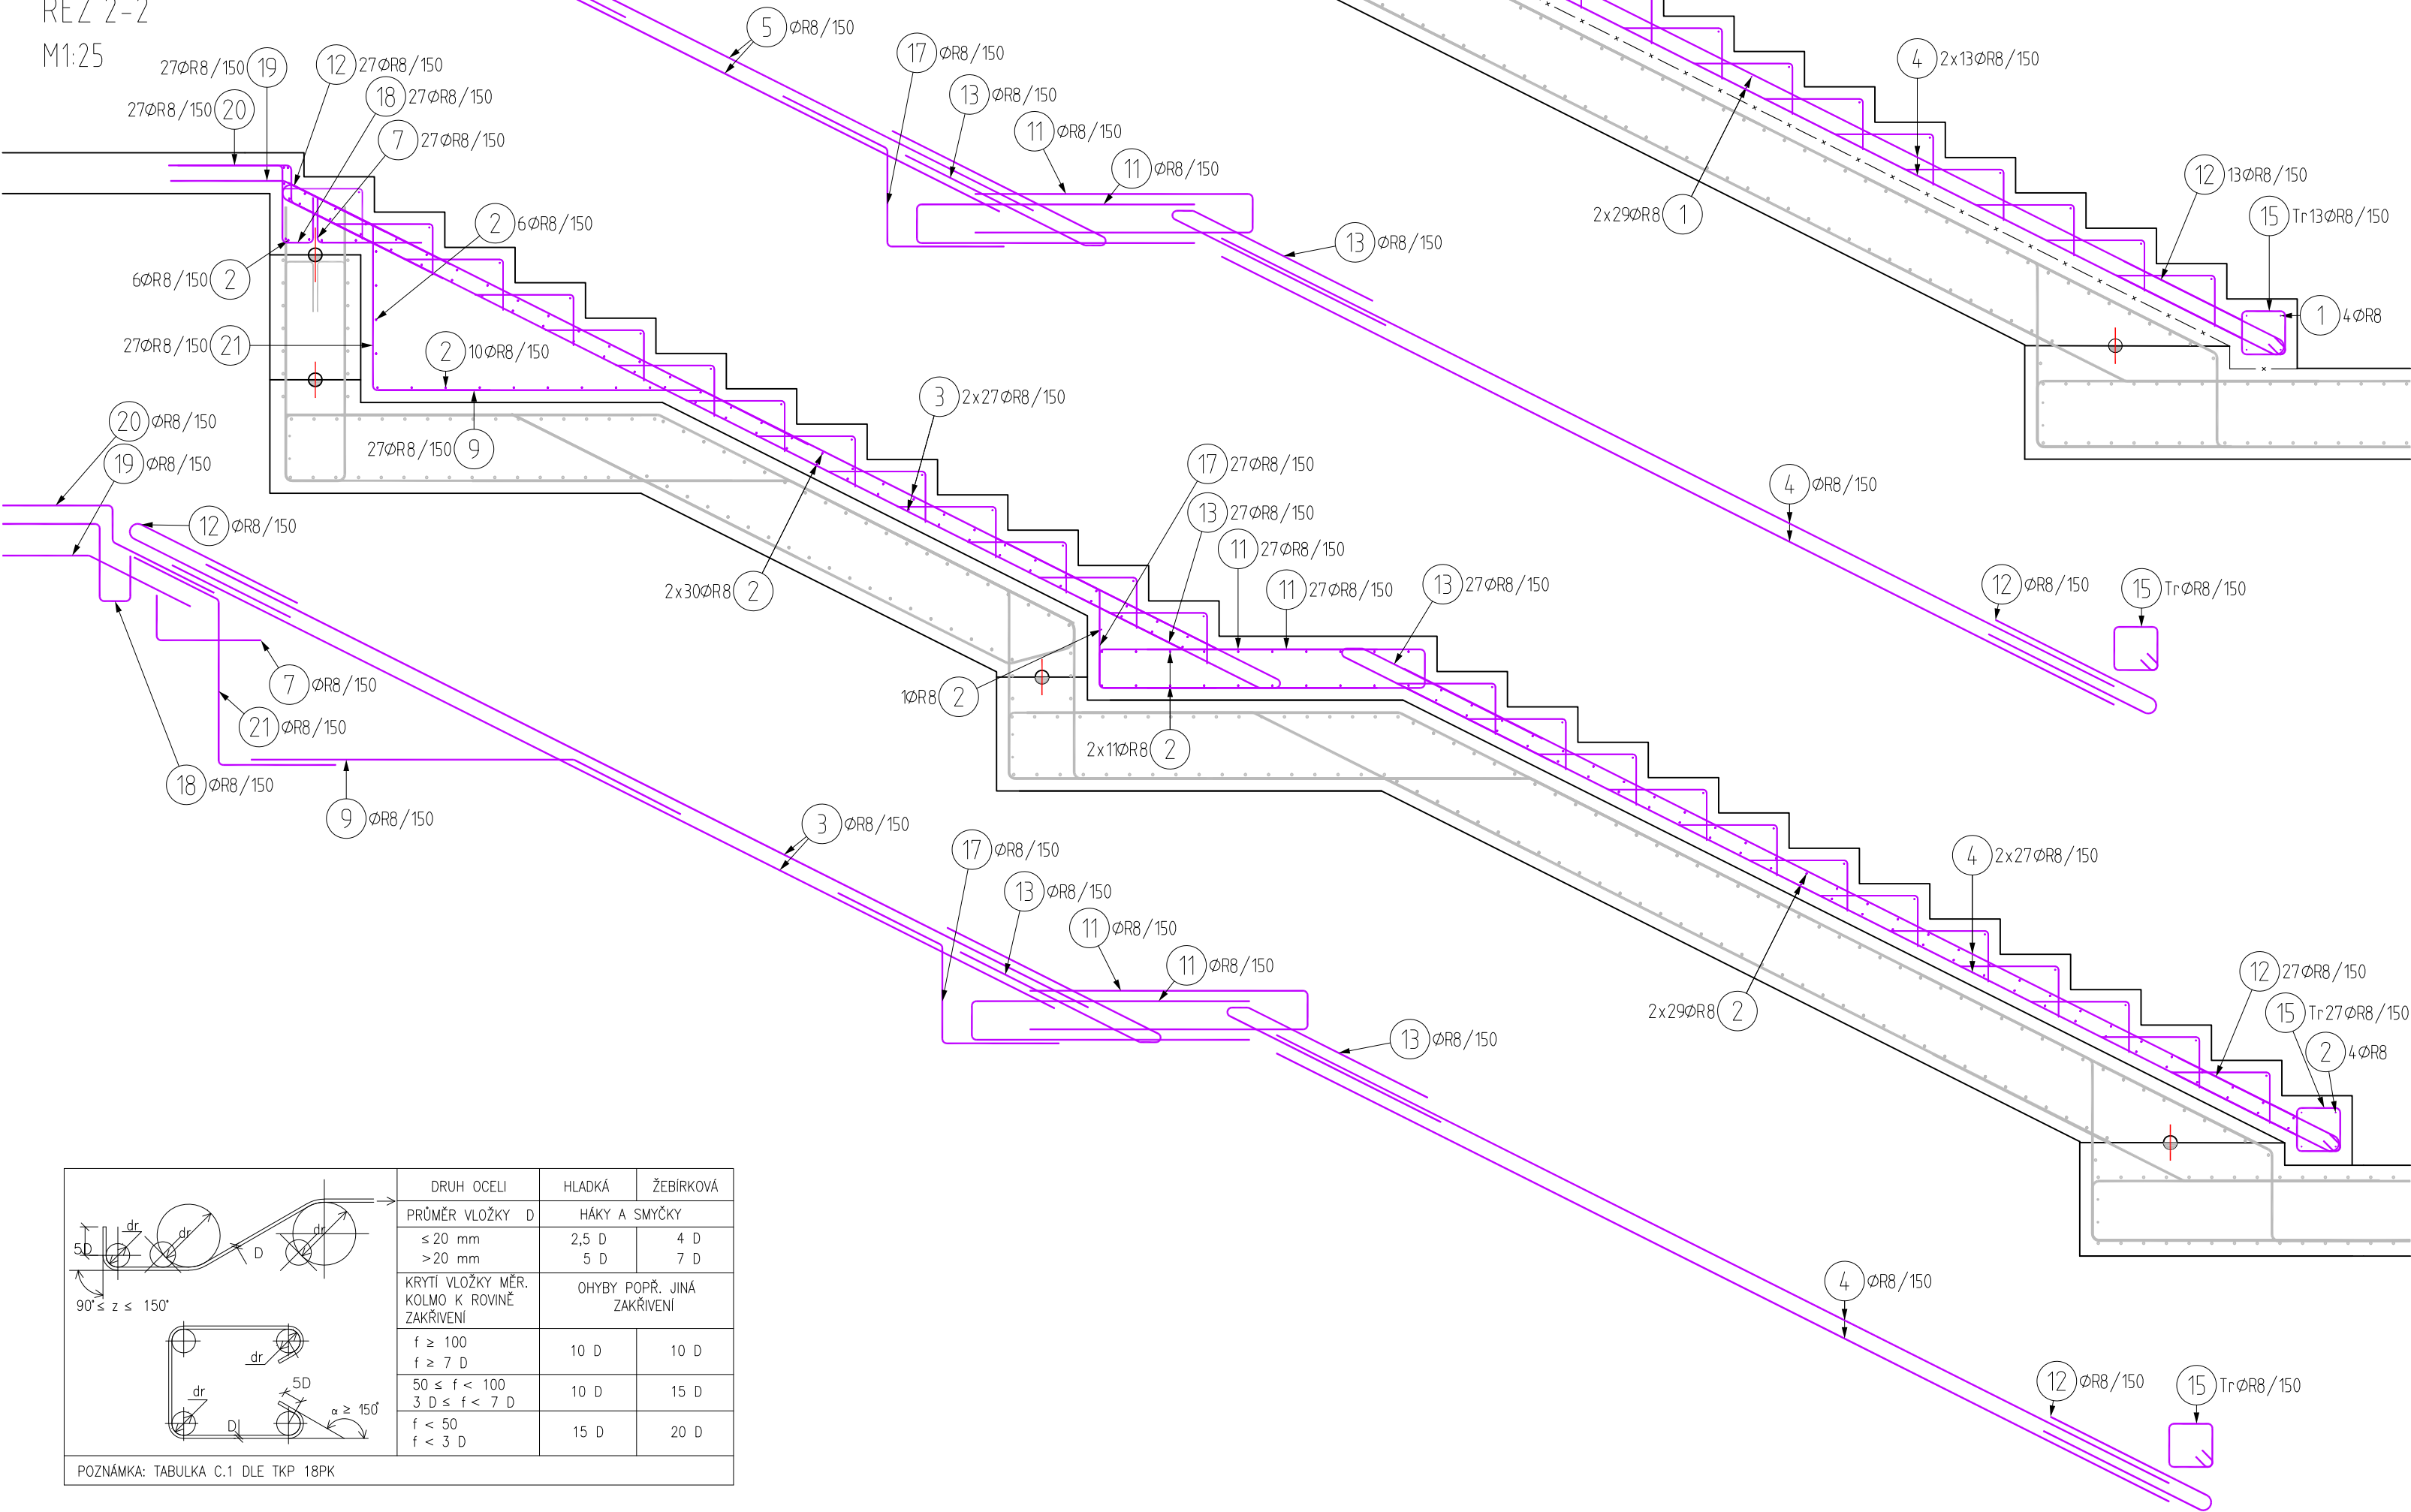 ŘEZ 2-2
M1:25
5 ØR8/150
17 ØR8/150
13 ØR8/150
11 ØR8/150
11 ØR8/150
13 ØR8/150
4 2x13ØR8/150
2x29ØR8 1
12 13ØR8/150
15 Tr13ØR8/150
1 4ØR8
4 ØR8/150
12 ØR8/150
15 TrØR8/150
27ØR8/150 19
12 27ØR8/150
27ØR8/150 20
18 27ØR8/150
7 27ØR8/150
2 6ØR8/150
6ØR8/150 2
27ØR8/150 21
2 10ØR8/150
27ØR8/150 9
3 2x27ØR8/150
2x30ØR8 2
17 27ØR8/150
13 27ØR8/150
11 27ØR8/150
11 27ØR8/150
13 27ØR8/150
1ØR8 2
2x11ØR8 2
4 2x27ØR8/150
2x29ØR8 2
12 27ØR8/150
15 Tr27ØR8/150
2 4ØR8
20 ØR8/150
19 ØR8/150
12 ØR8/150
7 ØR8/150
21 ØR8/150
18 ØR8/150
9 ØR8/150
3 ØR8/150
17 ØR8/150
13 ØR8/150
11 ØR8/150
11 ØR8/150
13 ØR8/150
4 ØR8/150
12 ØR8/150
15 TrØR8/150
DRUH OCELI HLADKÁ ŽEBÍRKOVÁ
PRŮMĚR VLOŽKY D HÁKY A SMYČKY
≤ 20 mm 2,5 D 4 D
>20 mm 5 D 7 D
KRYTÍ VLOŽKY MĚR.
KOLMO K ROVINĚ
ZAKŘIVENÍ
OHYBY POPŘ. JINÁ
ZAKŘIVENÍ
f ≥ 100
f ≥ 7 D
10 D 10 D
50 ≤ f < 100
3 D ≤ f < 7 D
10 D 15 D
f < 50
f < 3 D
15 D 20 D
5D dr dr D dr
90°≤ z ≤ 150°
dr
dr 5D
D α ≥ 150°
POZNÁMKA: TABULKA C.1 DLE TKP 18PK